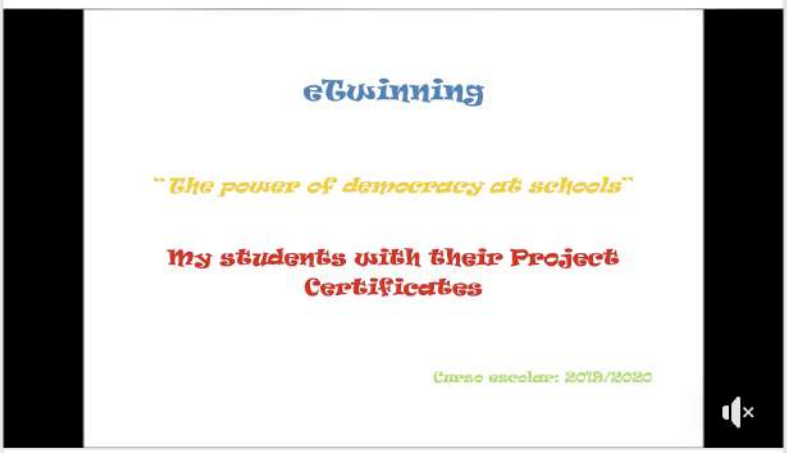 eTwinning
¨The power of democracy at schools¨
My students with their Project
Certificates
Curso escolar: 2019/2020